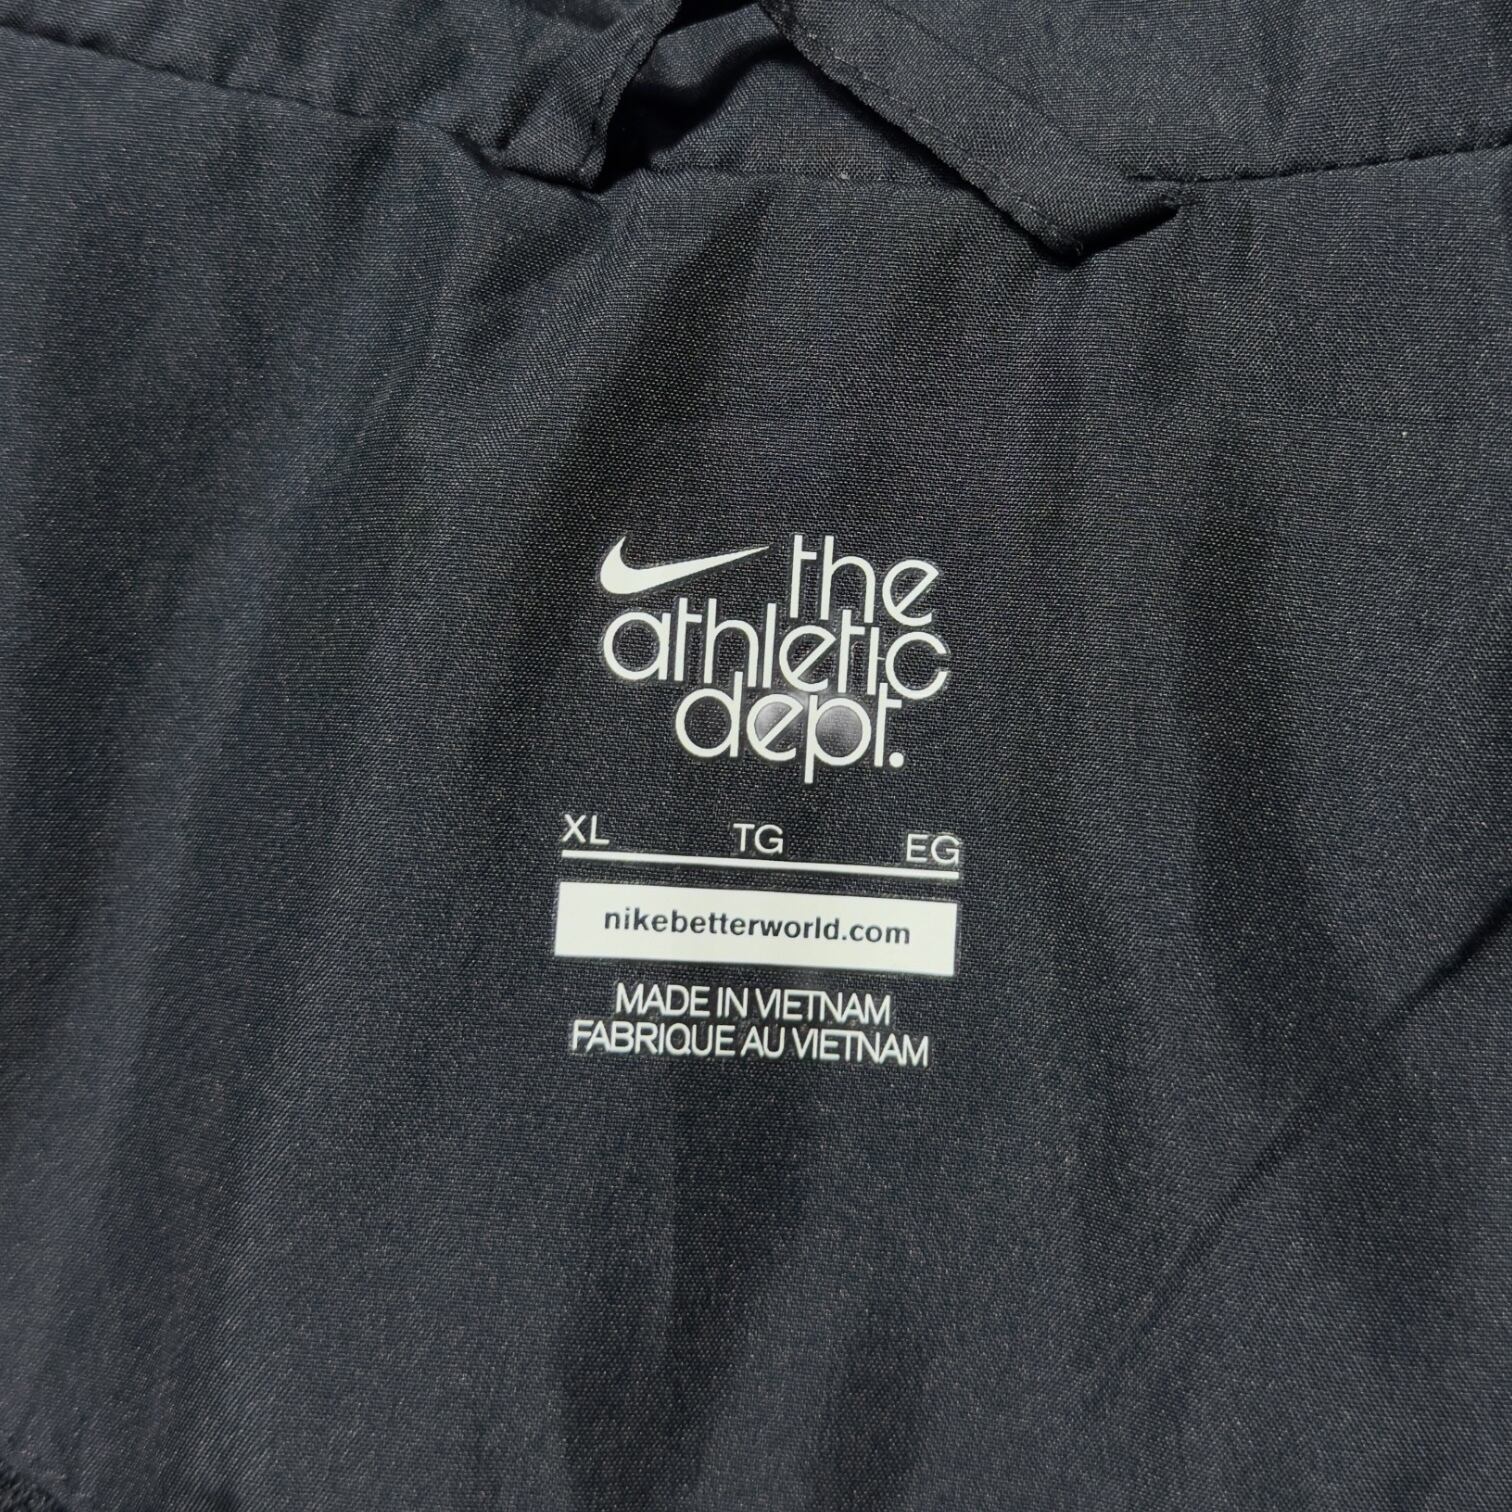 the
athletic
dept.
XL TG EG
nikebetterworld.com
MADE IN VIETNAM
FABRIQUE AU VIETNAM